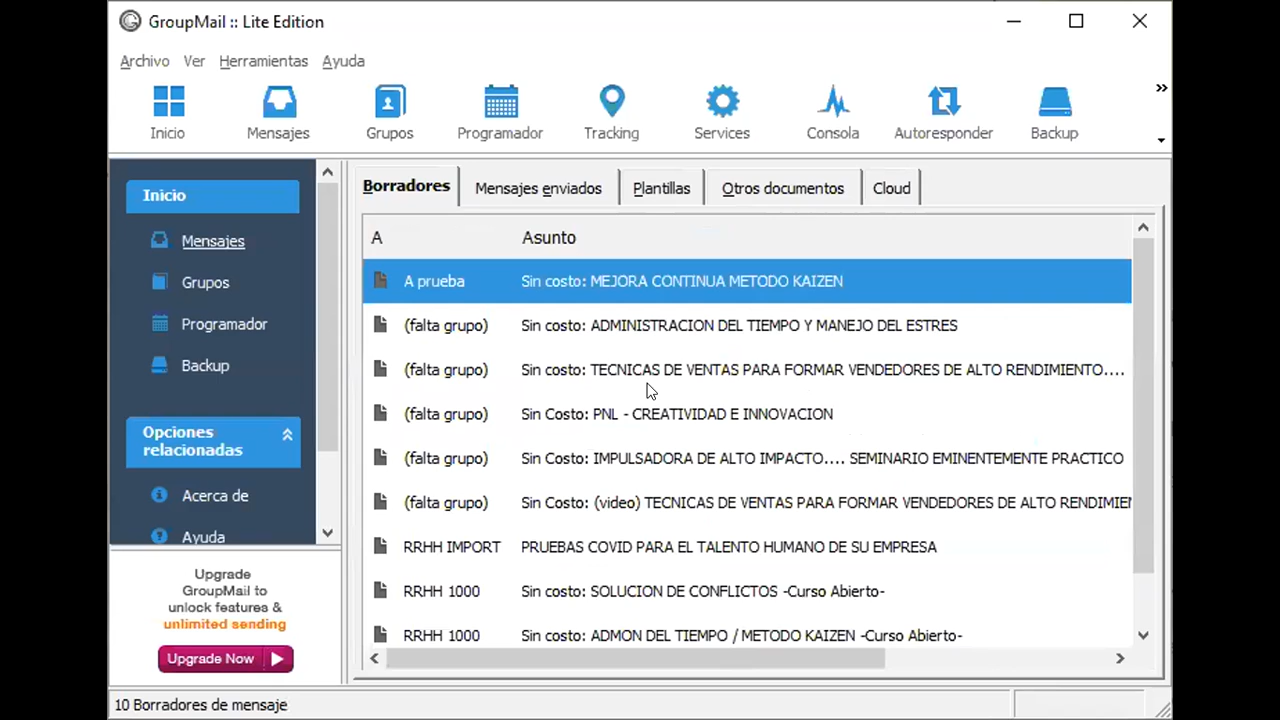 GroupMail :: Lite Edition
Archivo Ver Herramientas Ayuda
Inicio Mensajes Grupos Programador Tracking Services Consola Autoresponder Backup
Inicio
Mensajes
Grupos
Programador
Backup
Opciones
relacionadas
Acerca de
Ayuda
Upgrade
GroupMail to
unlock features &
unlimited sending
Upgrade Now
Borradores Mensajes enviados Plantillas Otros documentos Cloud
A Asunto
A prueba Sin costo: MEJORA CONTINUA METODO KAIZEN
(falta grupo) Sin costo: ADMINISTRACION DEL TIEMPO Y MANEJO DEL ESTRES
(falta grupo) Sin costo: TECNICAS DE VENTAS PARA FORMAR VENDEDORES DE ALTO RENDIMIENTO....
(falta grupo) Sin Costo: PNL - CREATIVIDAD E INNOVACION
(falta grupo) Sin Costo: IMPULSADORA DE ALTO IMPACTO.... SEMINARIO EMINENTEMENTE PRACTICO
(falta grupo) Sin Costo: (video) TECNICAS DE VENTAS PARA FORMAR VENDEDORES DE ALTO RENDIMIEN
RRHH IMPORT PRUEBAS COVID PARA EL TALENTO HUMANO DE SU EMPRESA
RRHH 1000 Sin costo: SOLUCION DE CONFLICTOS -Curso Abierto-
RRHH 1000 Sin costo: ADMON DEL TIEMPO / METODO KAIZEN -Curso Abierto-
10 Borradores de mensaje